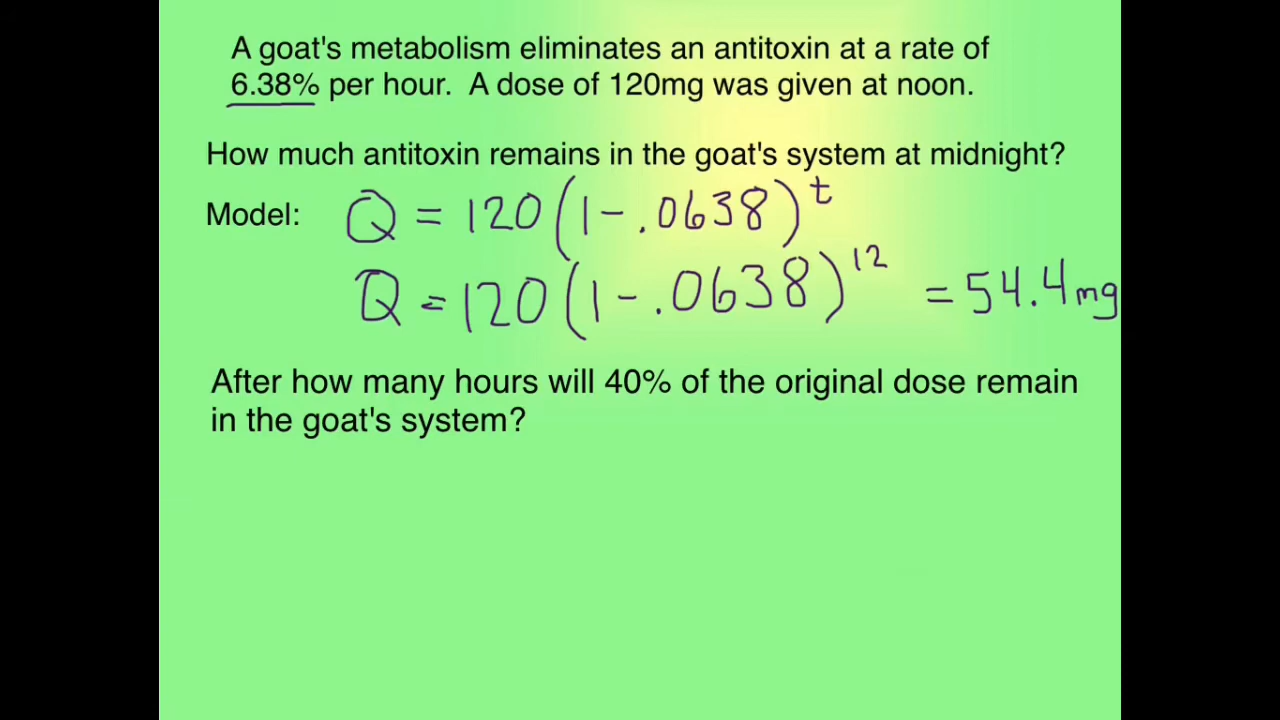 A goat's metabolism eliminates an antitoxin at a rate of
6.38% per hour. A dose of 120mg was given at noon.
How much antitoxin remains in the goat's system at midnight?
Model: Q = 120(1-.0638)^t
Q = 120(1-.0638)^12 = 54.4mg
After how many hours will 40% of the original dose remain
in the goat's system?